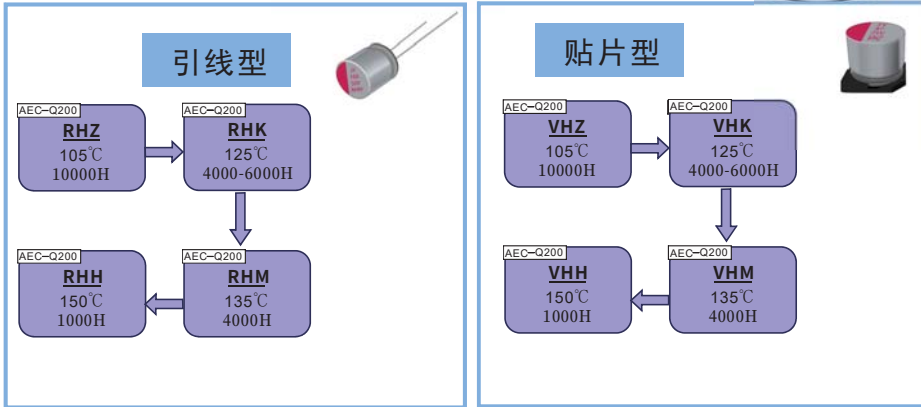 引线型
AEC-Q200
RHZ
105℃
10000H
AEC-Q200
RHK
125℃
4000-6000H
AEC-Q200
RHH
150℃
1000H
AEC-Q200
RHM
135℃
4000H
贴片型
AEC-Q200
VHZ
105℃
10000H
AEC-Q200
VHK
125℃
4000-6000H
AEC-Q200
VHH
150℃
1000H
AEC-Q200
VHM
135℃
4000H